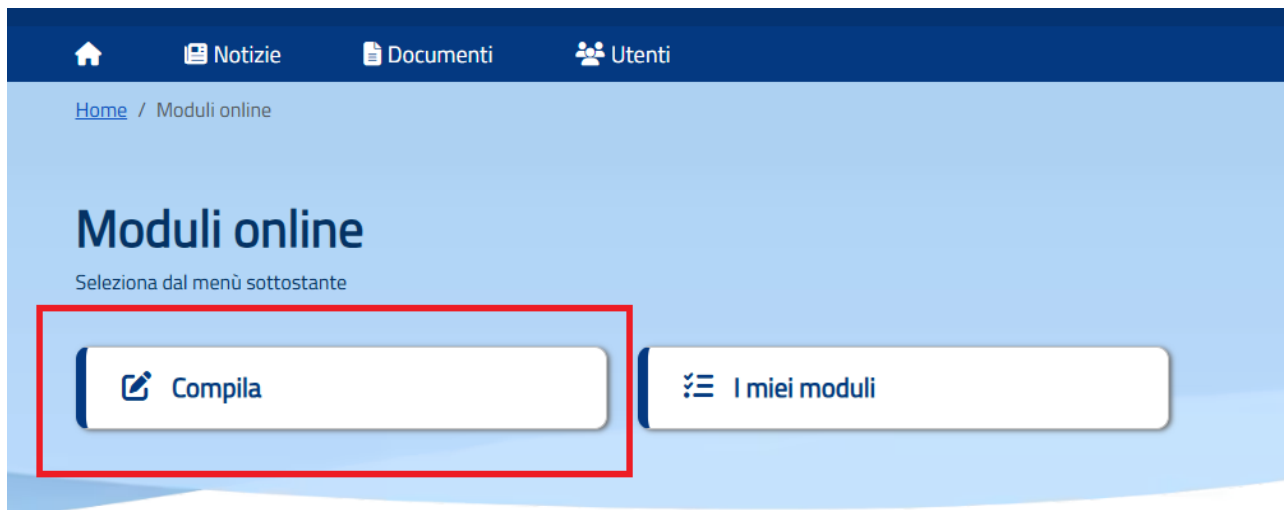 Notizie Documenti Utenti
Home / Moduli online
Moduli online
Seleziona dal menù sottostante
Compila I miei moduli